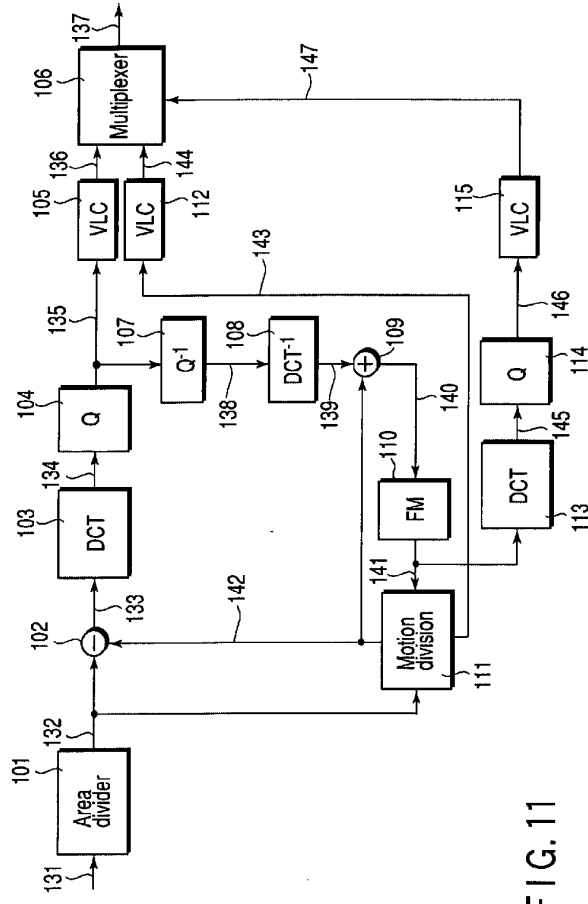 131
101
Area
divider
132
102
133
103
DCT
134
104
Q
135
105
VLC
136
106
Multiplexer
137
VLC
112
144
107
Q-1
138
108
DCT-1
139
109
143
147
142
140
110
FM
141
Motion
division
111
DCT
113
145
Q
114
146
115
VLC
FIG. 11